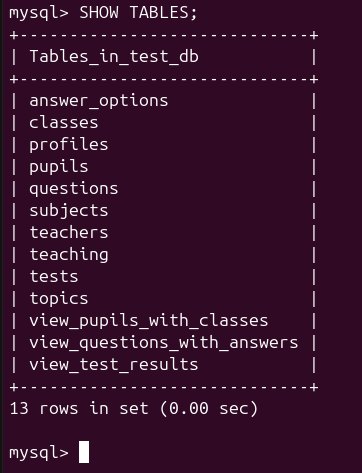 mysql> SHOW TABLES;
+-----------------------------+
| Tables_in_test_db           |
+-----------------------------+
| answer_options              |
| classes                     |
| profiles                    |
| pupils                      |
| questions                   |
| subjects                    |
| teachers                    |
| teaching                    |
| tests                       |
| topics                      |
| view_pupils_with_classes    |
| view_questions_with_answers |
| view_test_results           |
+-----------------------------+
13 rows in set (0.00 sec)
mysql>